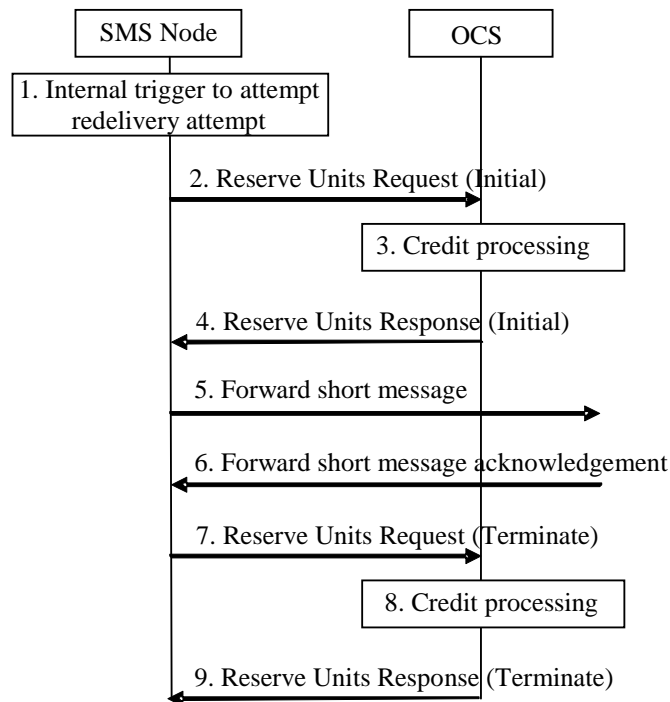 SMS Node
OCS
1. Internal trigger to attempt
redelivery attempt
2. Reserve Units Request (Initial)
3. Credit processing
4. Reserve Units Response (Initial)
5. Forward short message
6. Forward short message acknowledgement
7. Reserve Units Request (Terminate)
8. Credit processing
9. Reserve Units Response (Terminate)